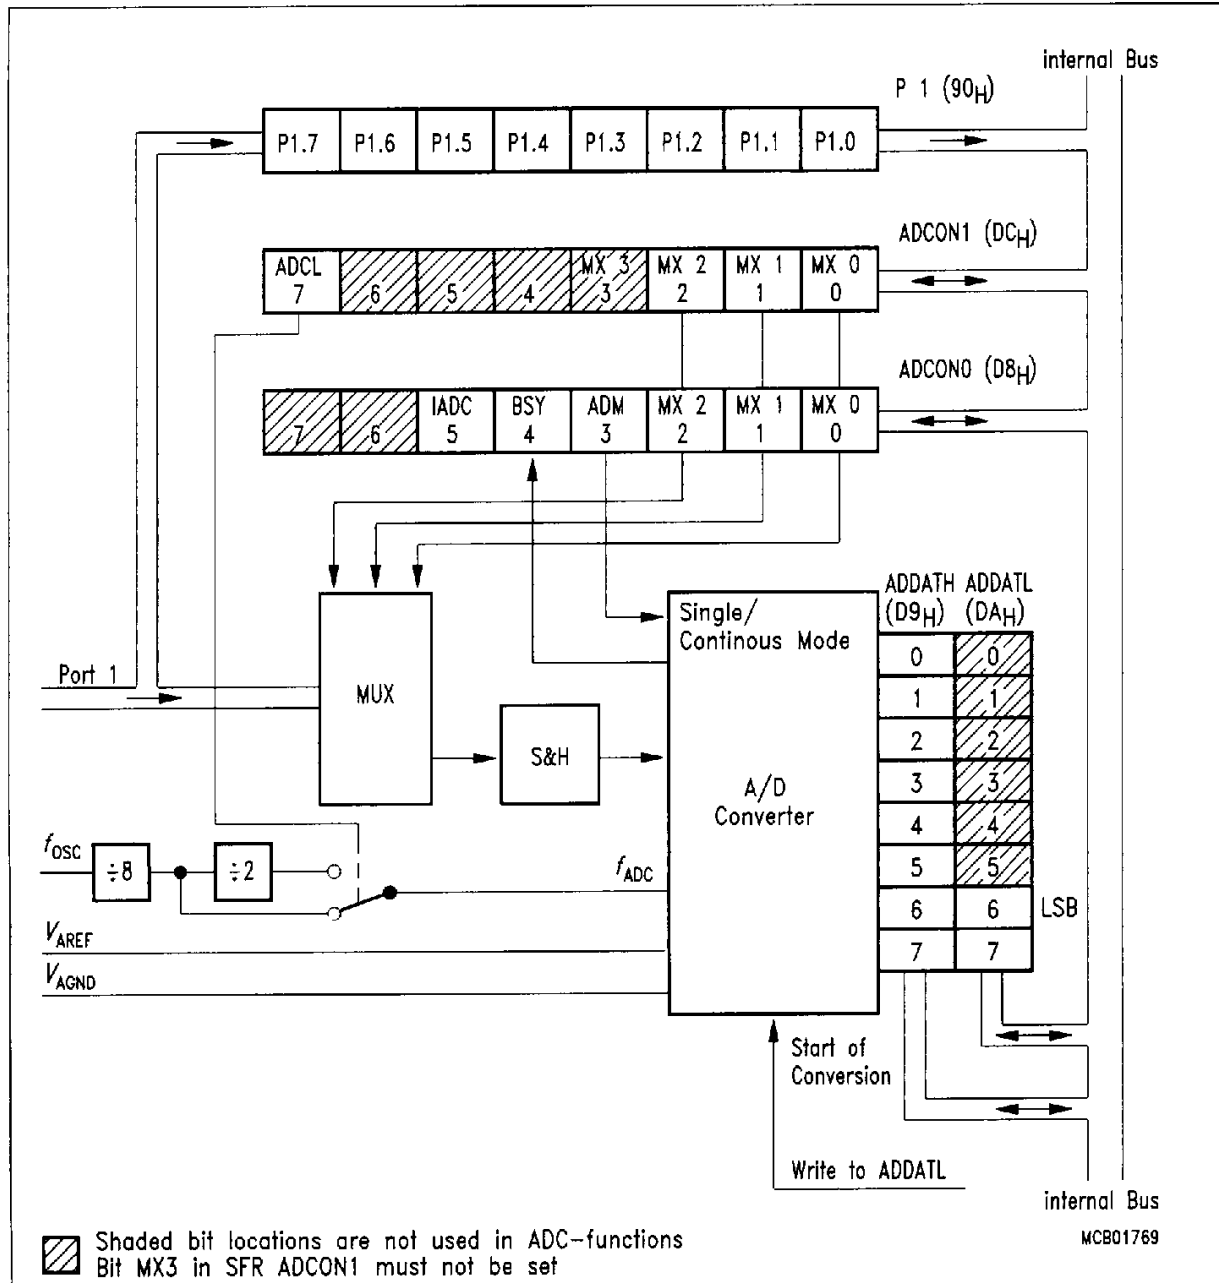 internal Bus
P 1 (90H)
P1.7 P1.6 P1.5 P1.4 P1.3 P1.2 P1.1 P1.0
ADCON1 (DCH)
ADCL MX 3 MX 2 MX 1 MX 0
7 6 5 4 3 2 1 0
ADCON0 (D8H)
IADC BSY ADM MX 2 MX 1 MX 0
7 6 5 4 3 2 1 0
ADDATH ADDATL
(D9H) (DAH)
Single/
Continous Mode
0 0
Port 1
MUX
1 1
2 2
S&H
3 3
A/D
Converter
4 4
fOSC
÷8
÷2
fADC
5 5
6 6 LSB
VAREF
7 7
VAGND
Start of
Conversion
Write to ADDATL
internal Bus
MCB01769
Shaded bit locations are not used in ADC-functions
Bit MX3 in SFR ADCON1 must not be set